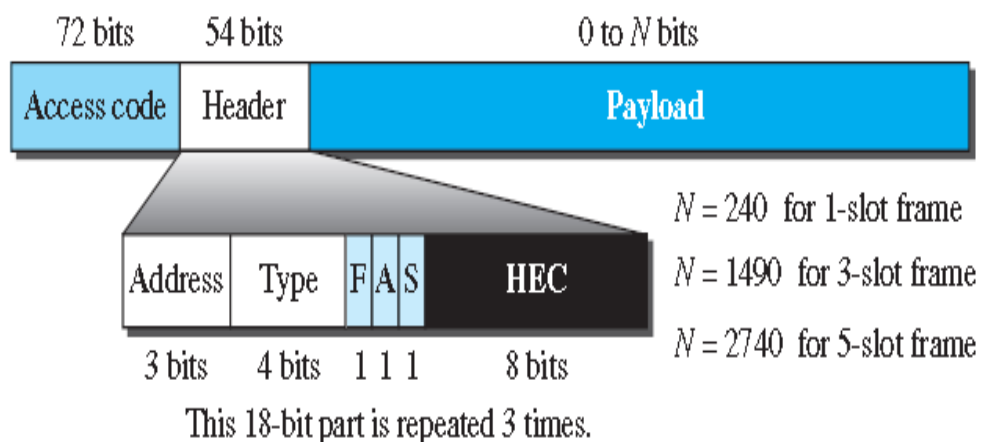 72 bits 54 bits 0 to N bits
Access code Header Payload
N = 240 for 1-slot frame
Address Type F A S HEC
N = 1490 for 3-slot frame
N = 2740 for 5-slot frame
3 bits 4 bits 1 1 1 8 bits
This 18-bit part is repeated 3 times.